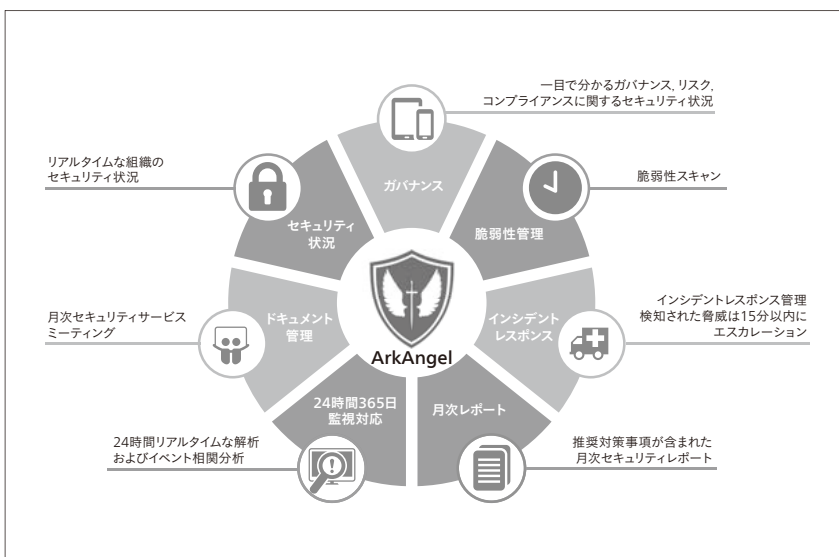 一目で分かるガバナンス, リスク,
コンプライアンスに関するセキュリティ状況
ガバナンス
リアルタイムな組織の
セキュリティ状況
セキュリティ
状況
脆弱性管理
脆弱性スキャン
月次セキュリティサービス
ミーティング
ドキュメント
管理
ArkAngel
インシデント
レスポンス
インシデントレスポンス管理
検知された脅威は15分以内に
エスカレーション
24時間365日
監視対応
月次レポート
24時間リアルタイムな解析
およびイベント相関分析
推奨対策事項が含まれた
月次セキュリティレポート